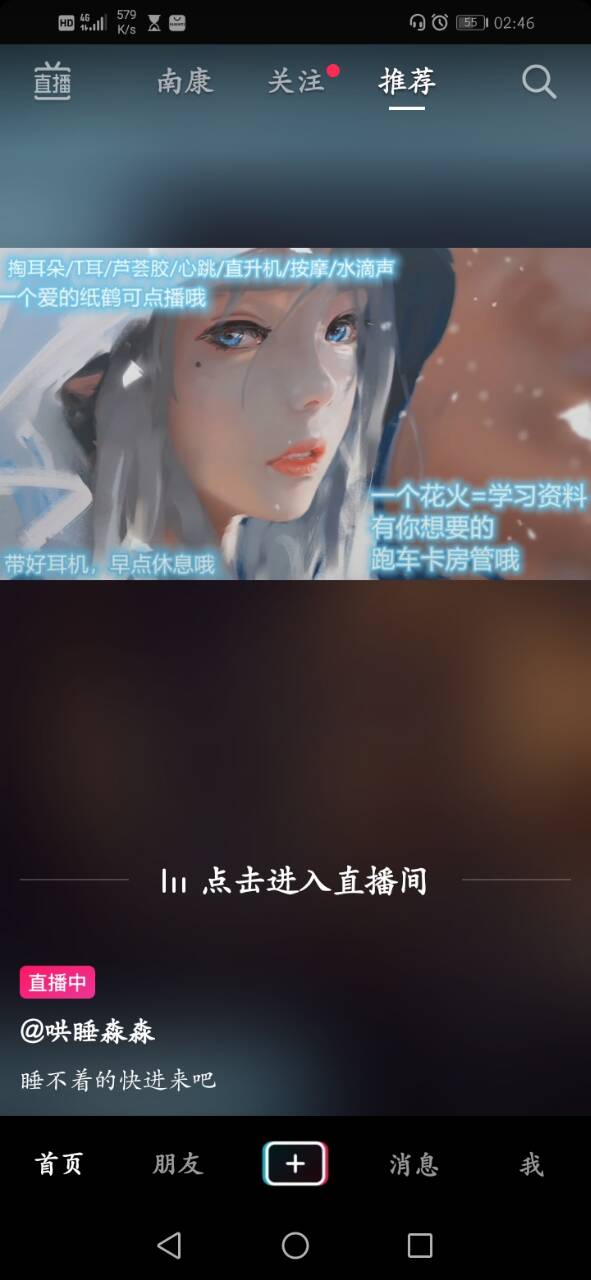 HD 4G 579 K/s 55 02:46
直播 南康 关注 推荐
掏耳朵/T耳/芦荟胶/心跳/直升机/按摩/水滴声
一个爱的纸鹤可点播哦
一个花火=学习资料
有你想要的
跑车卡房管哦
带好耳机，早点休息哦
点击进入直播间
直播中
@哄睡淼淼
睡不着的快进来吧
首页 朋友 消息 我